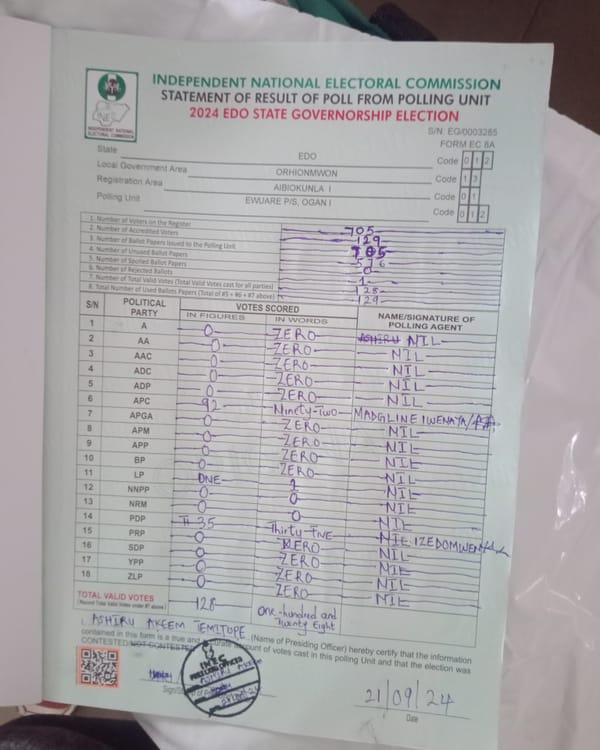 INDEPENDENT NATIONAL ELECTORAL COMMISSION
STATEMENT OF RESULT OF POLL FROM POLLING UNIT
2024 EDO STATE GOVERNORSHIP ELECTION
S/N: EG/0003285
FORM EC 8A
INEC
INDEPENDENT NATIONAL
ELECTORAL COMMISSION
State EDO Code 0 1 2
Local Government Area ORHIONMWON Code 1 3
Registration Area AIBIOKUNLA I Code 0 1
Polling Unit EWUARE P/S, OGAN I Code 0 1 2
1. Number of Voters on the Register 705
2. Number of Accredited Voters 129
3. Number of Ballot Papers Issued to the Polling Unit 705
4. Number of Unused Ballot Papers 576
5. Number of Spoiled Ballot Papers 0
6. Number of Rejected Ballots 1
7. Number of Total Valid Votes (Total Valid Votes cast for all parties) 128
8. Total Number of Used Ballots Papers (Total of #5 + #6 + #7 above) 129
S/N POLITICAL PARTY VOTES SCORED NAME/SIGNATURE OF POLLING AGENT
IN FIGURES IN WORDS
1 A 0 ZERO ASHIRU NIL
2 AA 0 ZERO NIL
3 AAC 0 ZERO NIL
4 ADC 0 ZERO NIL
5 ADP 0 ZERO NIL
6 APC 92 Ninety-Two MADGLINE IWENAYA
7 APGA 0 ZERO NIL
8 APM 0 ZERO NIL
9 APP 0 ZERO NIL
10 BP 0 ZERO NIL
11 LP ONE 1 NIL
12 NNPP 0 0 NIL
13 NRM 0 0 NIL
14 PDP 35 Thirty-FIVE NIL IZEDOMWEN
15 PRP 0 ZERO NIL
16 SDP 0 ZERO NIL
17 YPP 0 ZERO NIL
18 ZLP 0 ZERO NIL
TOTAL VALID VOTES 128 One-hundred and Twenty Eight
(Record Total Valid Votes under #7 above)
I, ASHIRU AKEEM TEMITOPE (Name of Presiding Officer) hereby certify that the information
contained in this form is a true and accurate account of votes cast in this polling Unit and that the election was
CONTESTED/NOT CONTESTED
INEC
PRESIDING OFFICER
21/09/24
Date